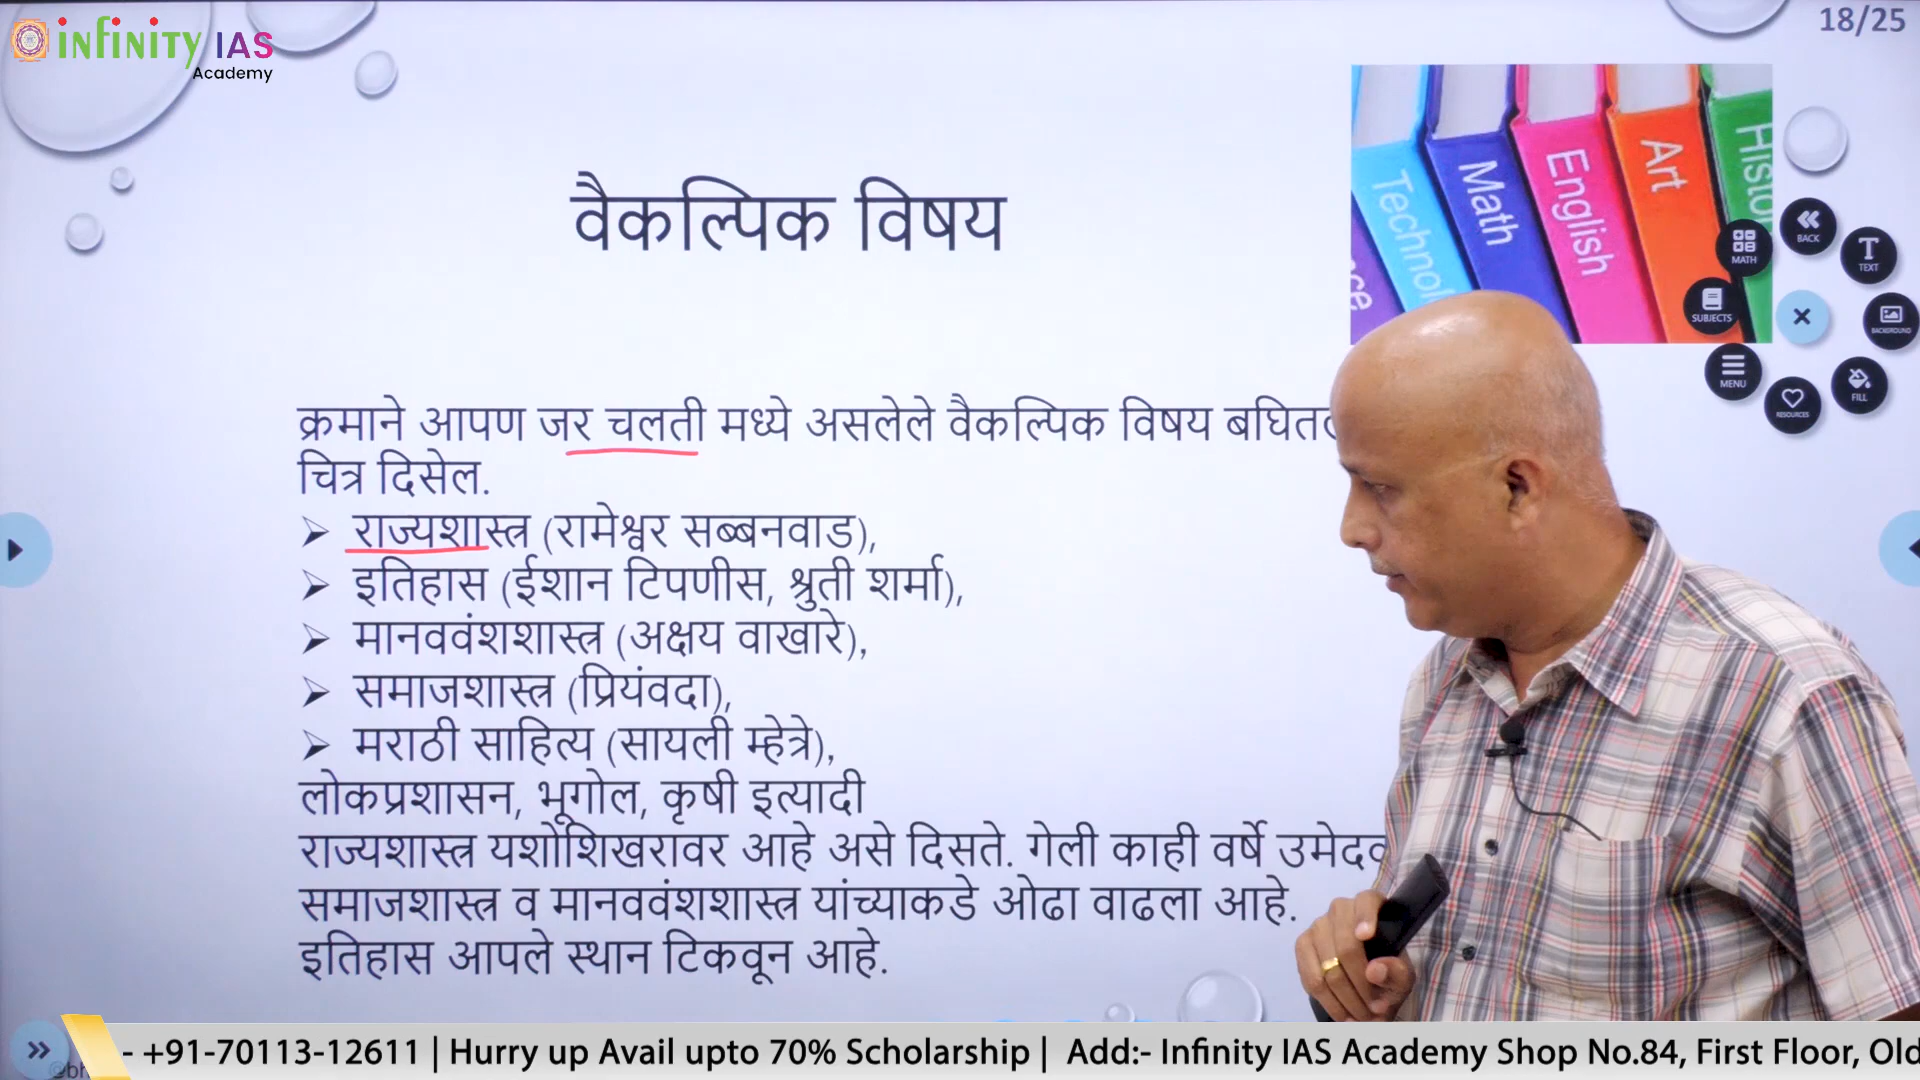 infinity IAS
Academy
18/25
Math
English
Art
वैकल्पिक विषय
MATH
BACK
TEXT
SUBJECTS
BACKGROUND
MENU
RESOURCES
FILL
क्रमाने आपण जर चलती मध्ये असलेले वैकल्पिक विषय
चित्र दिसेल.
➢ राज्यशास्त्र (रामेश्वर सब्बनवाड),
➢ इतिहास (ईशान टिपणीस, श्रुती शर्मा),
➢ मानववंशशास्त्र (अक्षय वाखारे),
➢ समाजशास्त्र (प्रियंवदा),
➢ मराठी साहित्य (सायली म्हेत्रे),
लोकप्रशासन, भूगोल, कृषी इत्यादी
राज्यशास्त्र यशोशिखरावर आहे असे दिसते. गेली काही वर्षे
समाजशास्त्र व मानववंशशास्त्र यांच्याकडे ओढा वाढला आहे.
इतिहास आपले स्थान टिकवून आहे.
- +91-70113-12611 | Hurry up Avail upto 70% Scholarship | Add:- Infinity IAS Academy Shop No.84, First Floor, Old